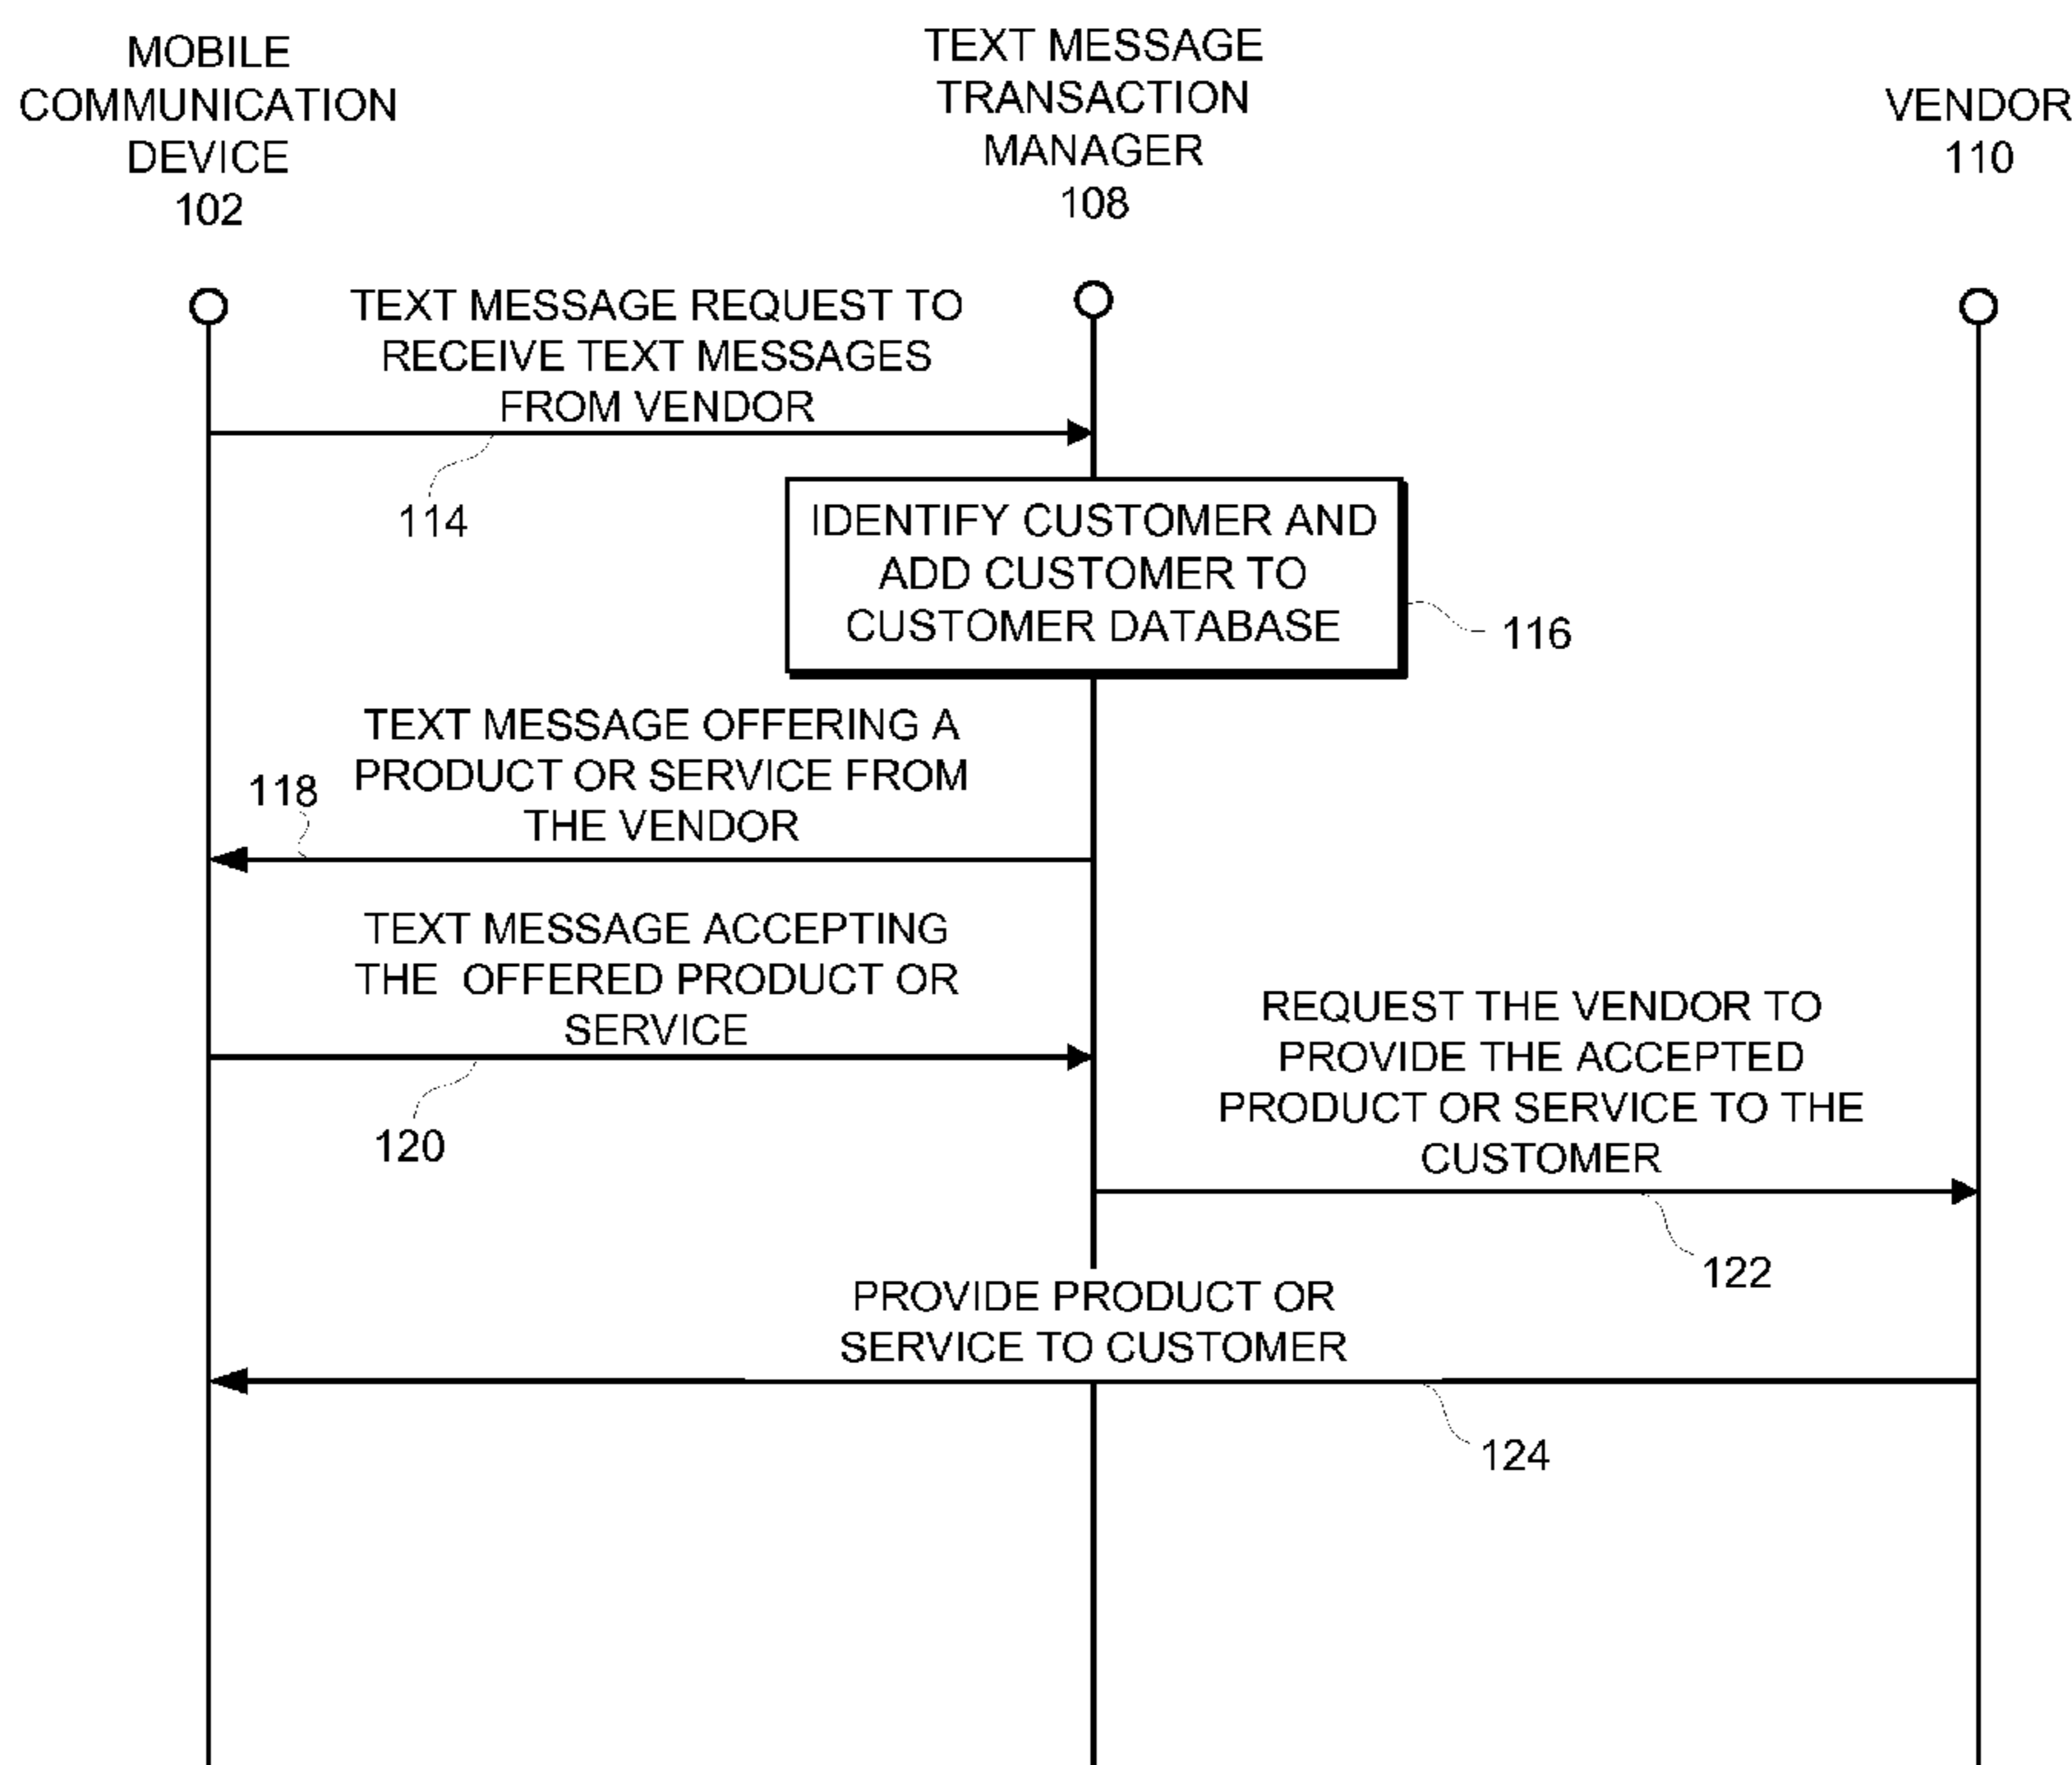 MOBILE
COMMUNICATION
DEVICE
102
TEXT MESSAGE
TRANSACTION
MANAGER
108
VENDOR
110
TEXT MESSAGE REQUEST TO
RECEIVE TEXT MESSAGES
FROM VENDOR
114
IDENTIFY CUSTOMER AND
ADD CUSTOMER TO
CUSTOMER DATABASE
116
TEXT MESSAGE OFFERING A
PRODUCT OR SERVICE FROM
THE VENDOR
118
TEXT MESSAGE ACCEPTING
THE OFFERED PRODUCT OR
SERVICE
120
REQUEST THE VENDOR TO
PROVIDE THE ACCEPTED
PRODUCT OR SERVICE TO THE
CUSTOMER
122
PROVIDE PRODUCT OR
SERVICE TO CUSTOMER
124